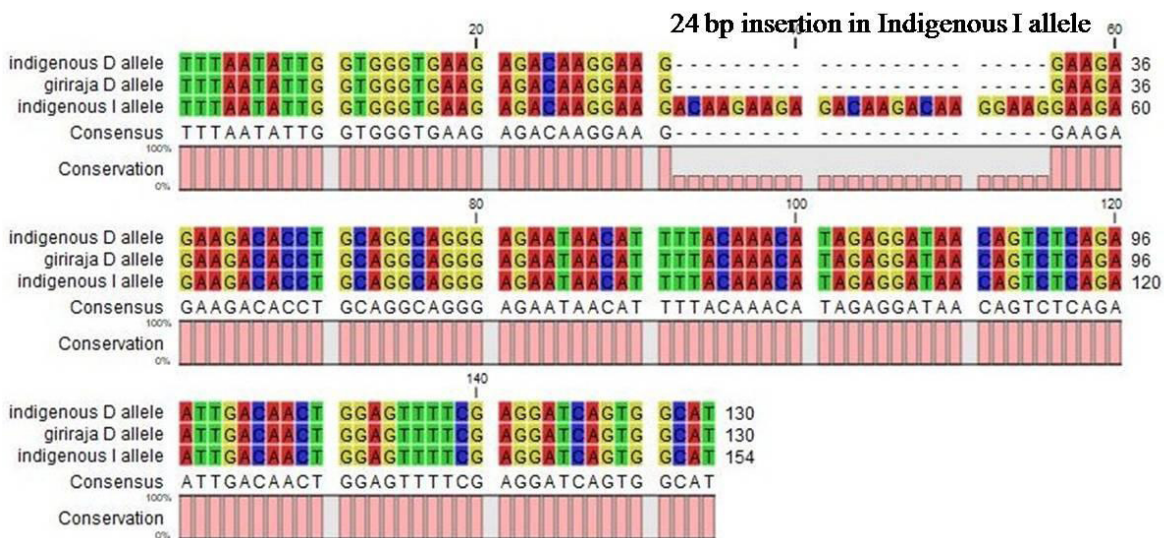 24 bp insertion in Indigenous I allele
20 60
indigenous D allele TTTAATATTG GTGGGTGAAG AGACAAGGAA G--------- ---------- -----GAAGA 36
giriraja D allele TTTAATATTG GTGGGTGAAG AGACAAGGAA G--------- ---------- -----GAAGA 36
indigenous I allele TTTAATATTG GTGGGTGAAG AGACAAGGAA GACAAGAAGA GACAAGACAA GGAAGGAAGA 60
Consensus TTTAATATTG GTGGGTGAAG AGACAAGGAA G--------- ---------- -----GAAGA
100%
Conservation
0%
80 100 120
indigenous D allele GAAGACACCT GCAGGCAGGG AGAATAACAT TTTACAAACA TAGAGGATAA CAGTCTCAGA 96
giriraja D allele GAAGACACCT GCAGGCAGGG AGAATAACAT TTTACAAACA TAGAGGATAA CAGTCTCAGA 96
indigenous I allele GAAGACACCT GCAGGCAGGG AGAATAACAT TTTACAAACA TAGAGGATAA CAGTCTCAGA 120
Consensus GAAGACACCT GCAGGCAGGG AGAATAACAT TTTACAAACA TAGAGGATAA CAGTCTCAGA
100%
Conservation
0%
140
indigenous D allele ATTGACAACT GGAGTTTTCG AGGATCAGTG GCAT 130
giriraja D allele ATTGACAACT GGAGTTTTCG AGGATCAGTG GCAT 130
indigenous I allele ATTGACAACT GGAGTTTTCG AGGATCAGTG GCAT 154
Consensus ATTGACAACT GGAGTTTTCG AGGATCAGTG GCAT
100%
Conservation
0%